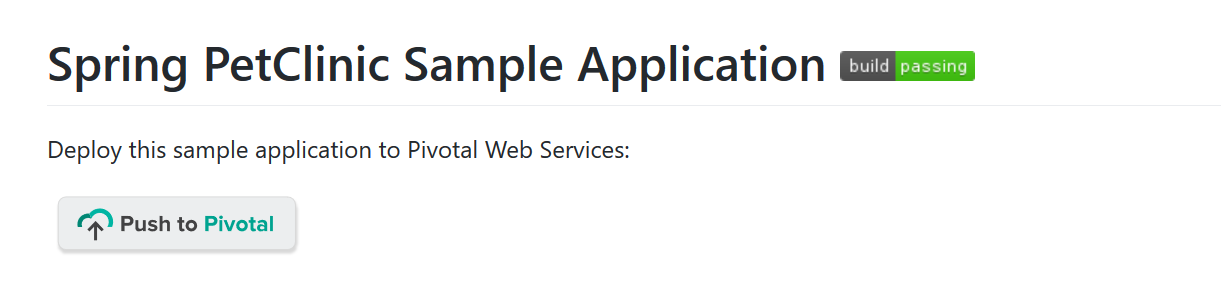 Spring PetClinic Sample Application build passing
Deploy this sample application to Pivotal Web Services:
Push to Pivotal